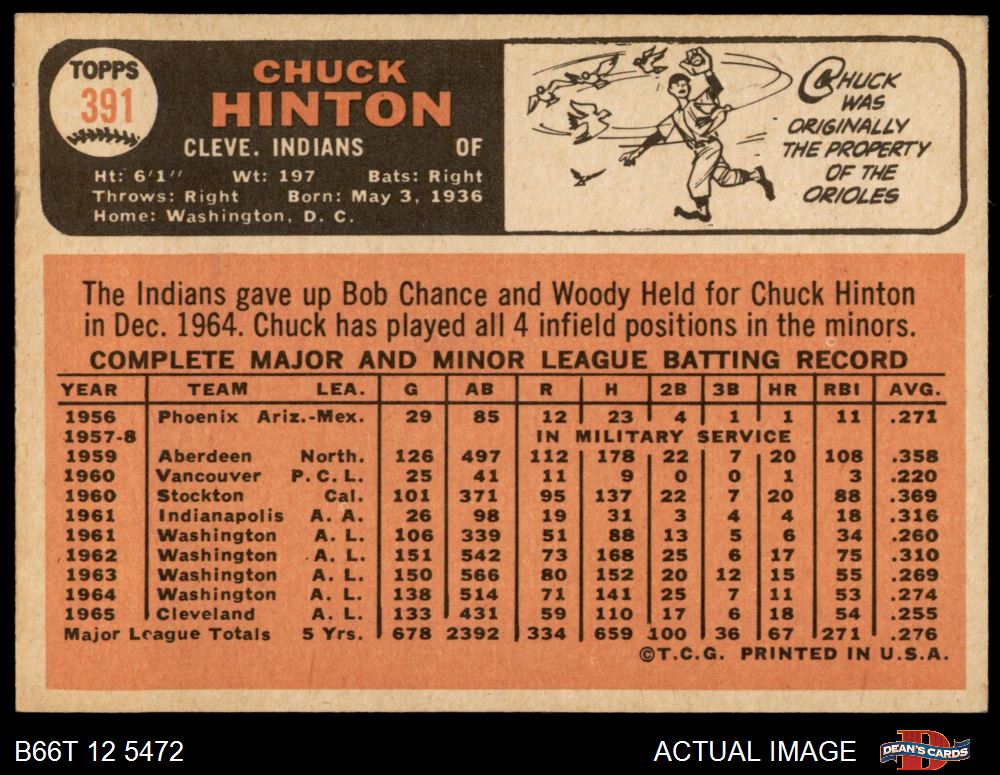 TOPPS
391
CHUCK
HINTON
CLEVE. INDIANS OF
Ht: 6'1" Wt: 197 Bats: Right
Throws: Right Born: May 3, 1936
Home: Washington, D. C.
CHUCK
WAS
ORIGINALLY
THE PROPERTY
OF THE
ORIOLES
The Indians gave up Bob Chance and Woody Held for Chuck Hinton
in Dec. 1964. Chuck has played all 4 infield positions in the minors.
COMPLETE MAJOR AND MINOR LEAGUE BATTING RECORD
YEAR TEAM LEA. G AB R H 2B 3B HR RBI AVG.
1956 Phoenix Ariz.-Mex. 29 85 12 23 4 1 1 11 .271
1957-8 IN MILITARY SERVICE
1959 Aberdeen North. 126 497 112 178 22 7 20 108 .358
1960 Vancouver P.C.L. 25 41 11 9 0 0 1 3 .220
1960 Stockton Cal. 101 371 95 137 22 7 20 88 .369
1961 Indianapolis A. A. 26 98 19 31 3 4 4 18 .316
1961 Washington A. L. 106 339 51 88 13 5 6 34 .260
1962 Washington A. L. 151 542 73 168 25 6 17 75 .310
1963 Washington A. L. 150 566 80 152 20 12 15 55 .269
1964 Washington A. L. 138 514 71 141 25 7 11 53 .274
1965 Cleveland A. L. 133 431 59 110 17 6 18 54 .255
Major League Totals 5 Yrs. 678 2392 334 659 100 36 67 271 .276
©T.C.G. PRINTED IN U.S.A.
B66T 12 5472
ACTUAL IMAGE
D
DEAN'S CARDS